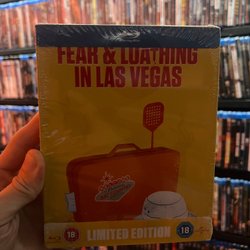 FEAR & LOATHING
IN LAS VEGAS
LIMITED EDITION
18
18